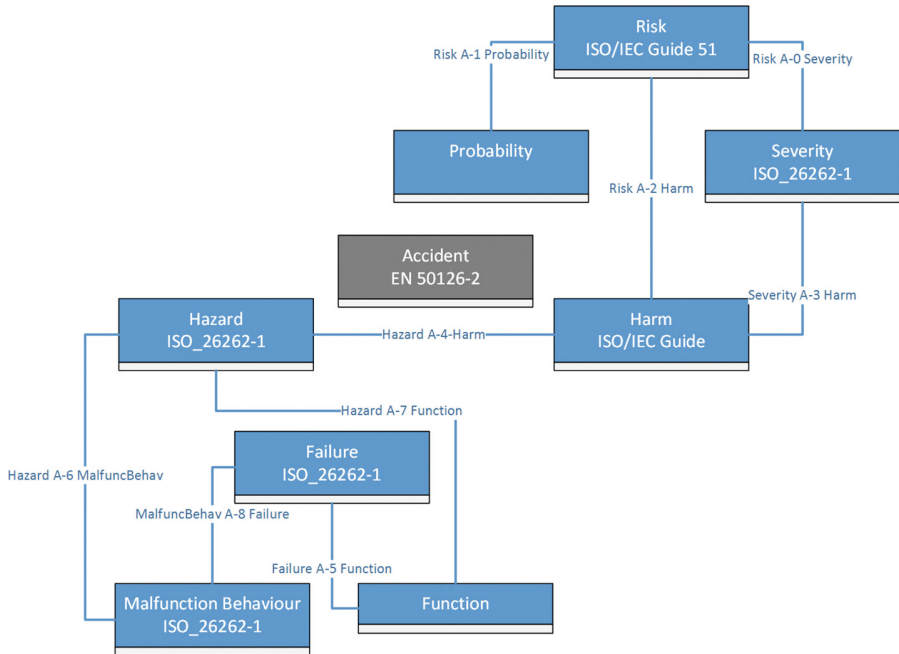 Risk
ISO/IEC Guide 51
Risk A-1 Probability
Risk A-0 Severity
Probability
Severity
ISO_26262-1
Risk A-2 Harm
Accident
EN 50126-2
Severity A-3 Harm
Hazard
ISO_26262-1
Hazard A-4-Harm
Harm
ISO/IEC Guide
Hazard A-7 Function
Failure
ISO_26262-1
Hazard A-6 MalfuncBehav
MalfuncBehav A-8 Failure
Failure A-5 Function
Malfunction Behaviour
ISO_26262-1
Function